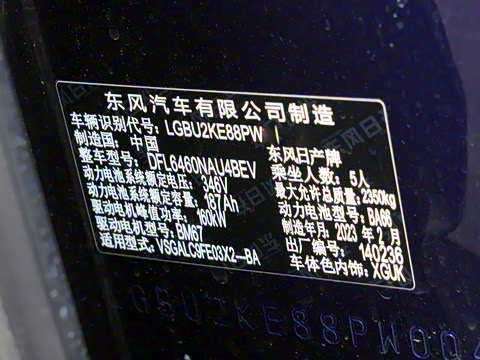 东风汽车有限公司制造
车辆识别代号: LGBU2KE88PW
制造国: 中国 东风日产牌
整车型号: DFL6460NAU4BEV 乘坐人数: 5人
动力电池系统额定电压: 346V 最大允许总质量: 2350kg
动力电池系统额定容量: 187Ah 动力电池型号: BA66
驱动电机峰值功率: 160kW 制造年月: 2023 年 2 月
驱动电机型号: BM67 出厂编号: 140236
适用型式: VSGALC9FE03X2--BA 车体色内饰: XGUK
LG5U2KE88PW004